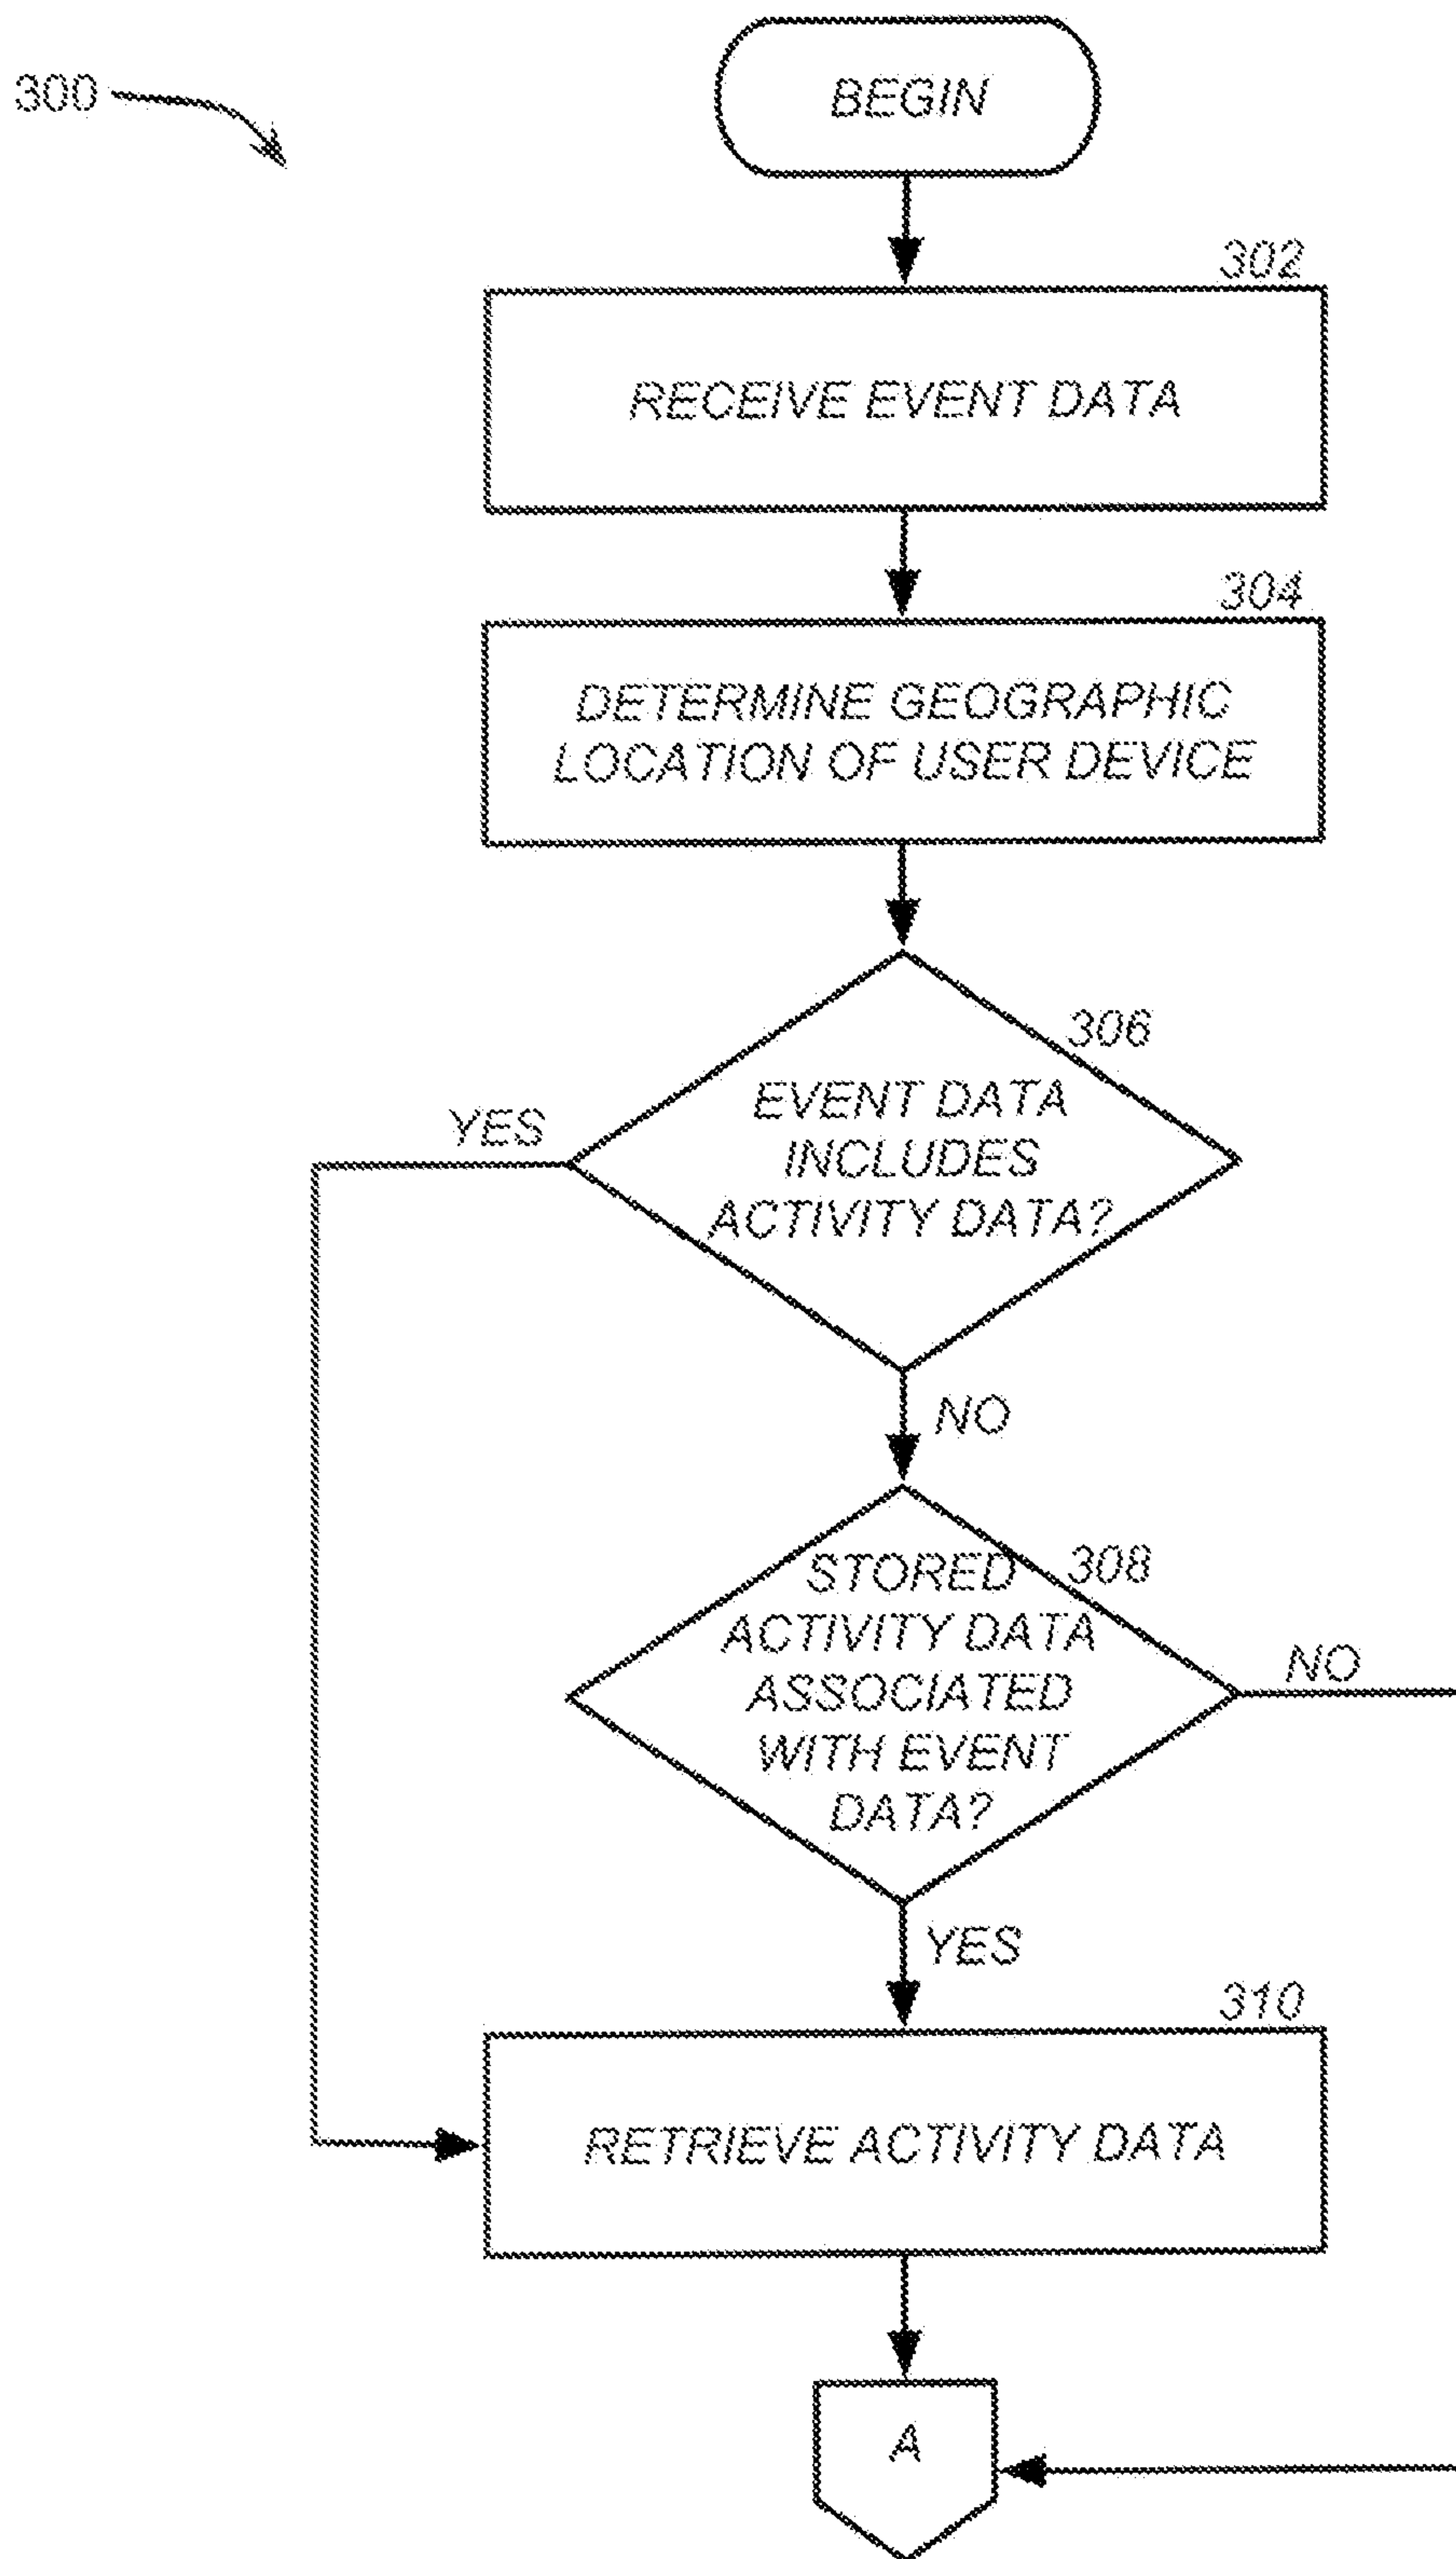 300
BEGIN
302
RECEIVE EVENT DATA
304
DETERMINE GEOGRAPHIC
LOCATION OF USER DEVICE
306
EVENT DATA
INCLUDES
ACTIVITY DATA?
YES
NO
308
STORED
ACTIVITY DATA
ASSOCIATED
WITH EVENT
DATA?
NO
YES
310
RETRIEVE ACTIVITY DATA
A